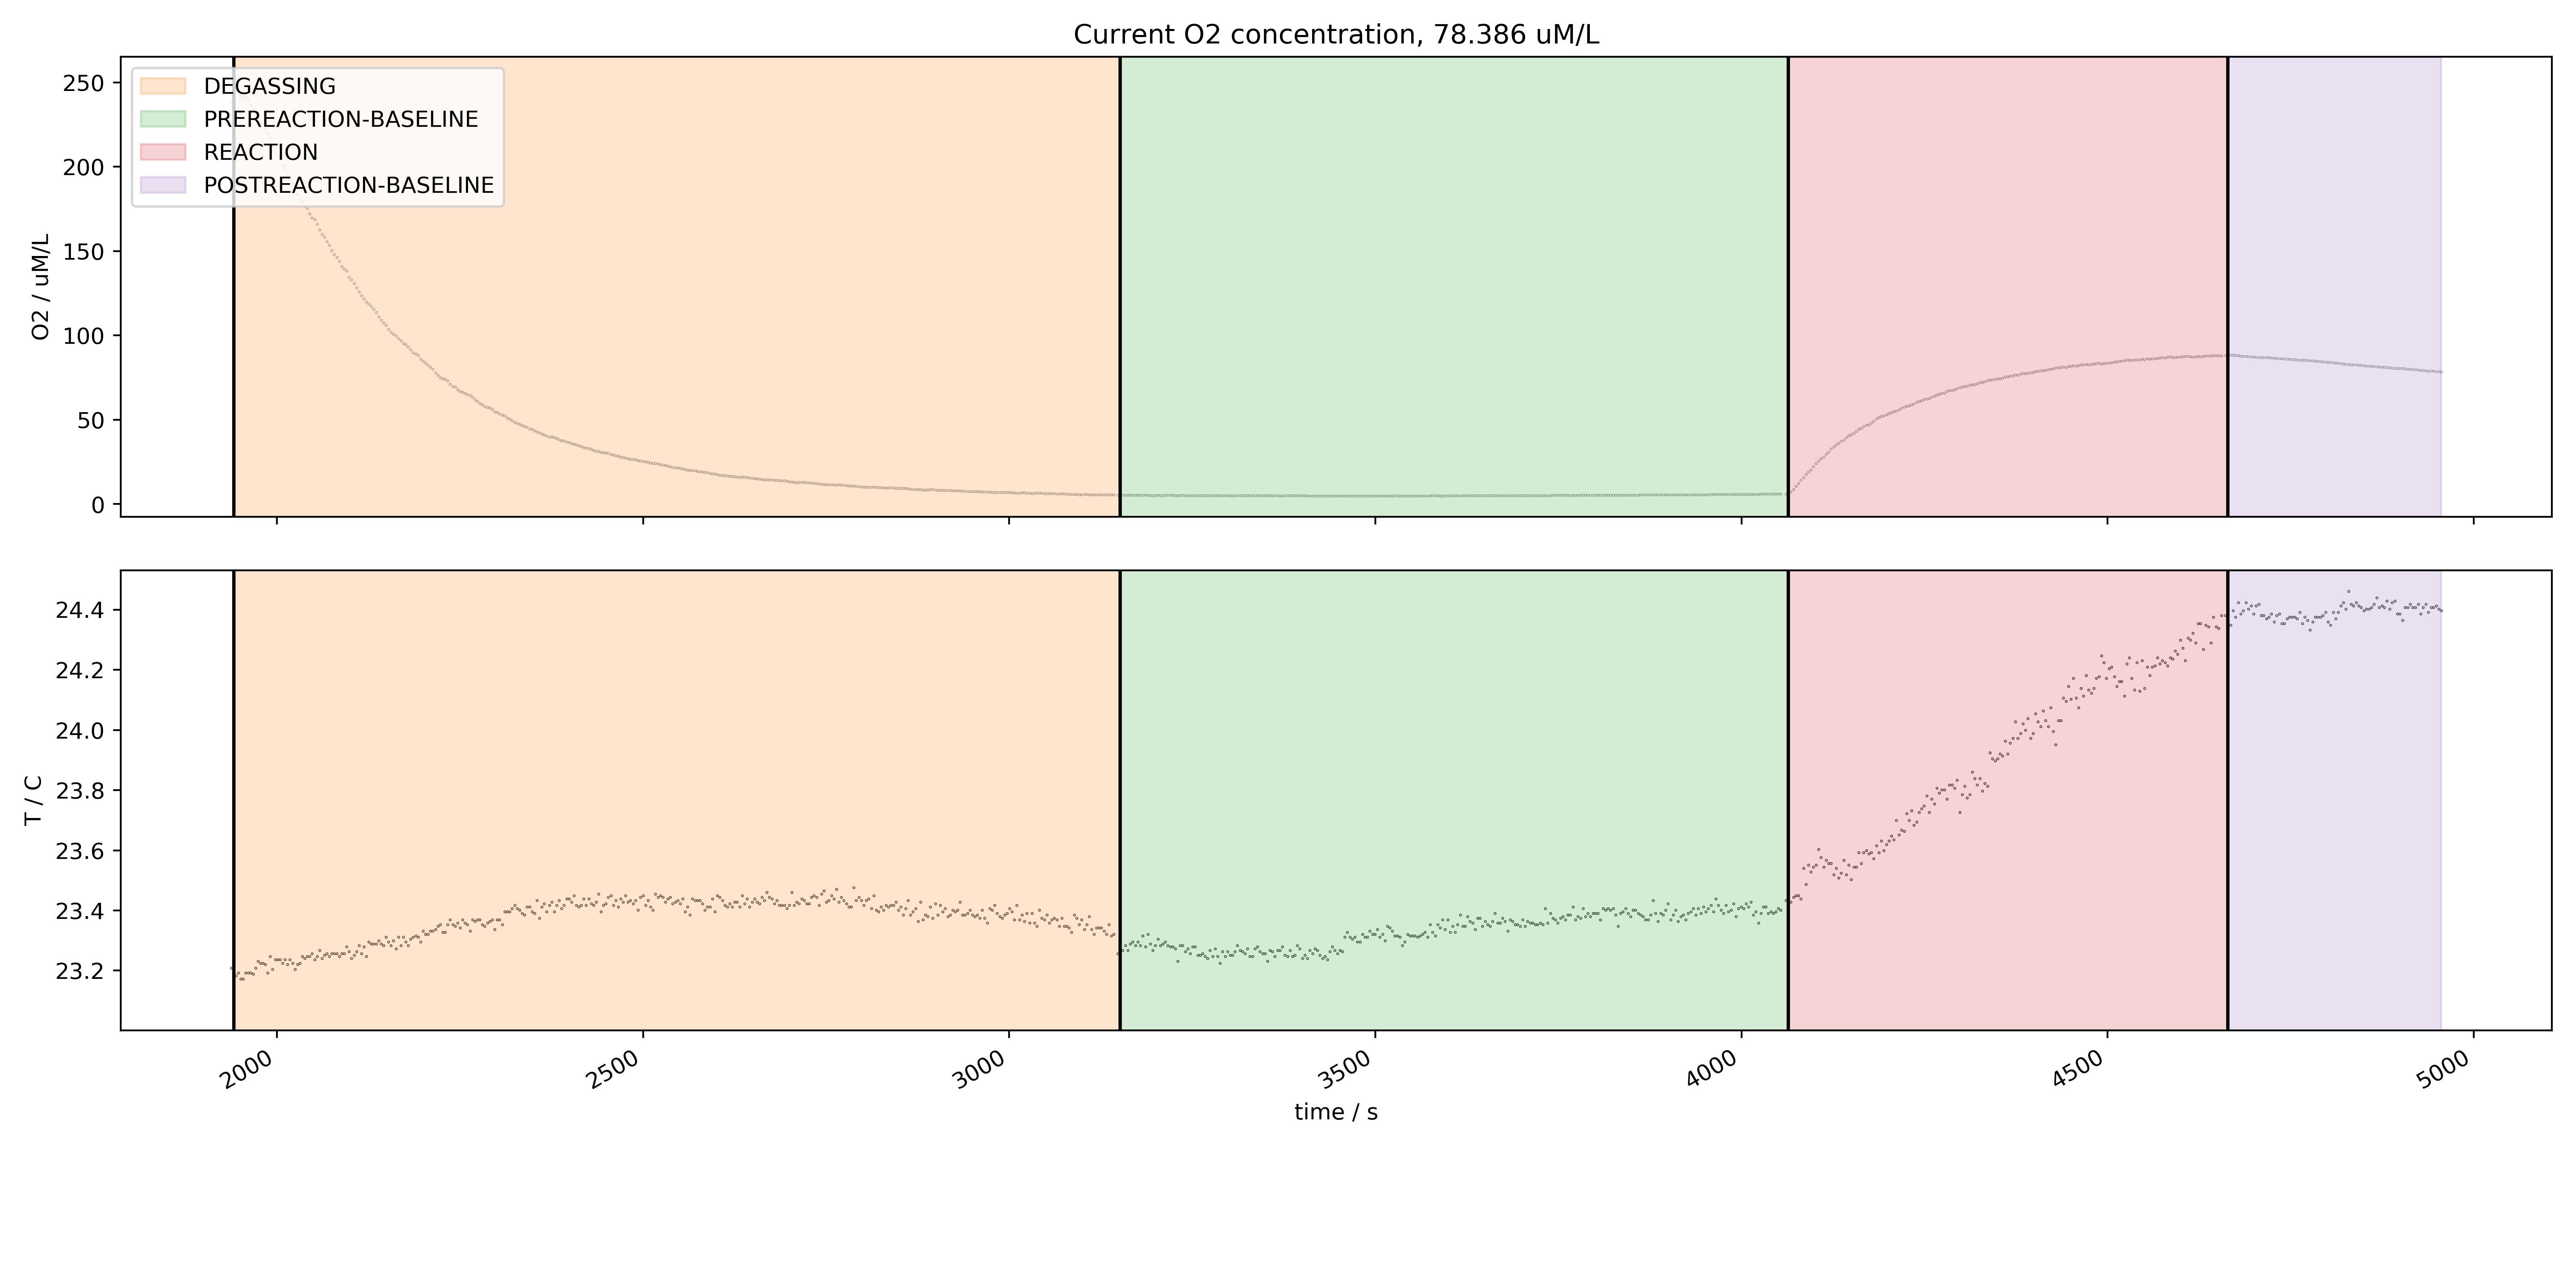 Current O2 concentration, 78.386 uM/L
DEGASSING
PREREACTION-BASELINE
REACTION
POSTREACTION-BASELINE
250
200
150
100
50
0
O2 / uM/L
24.4
24.2
24.0
23.8
23.6
23.4
23.2
T / C
2000 2500 3000 3500 4000 4500 5000
time / s